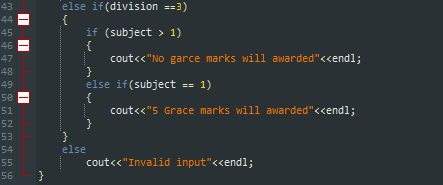 43 else if(division ==3)
44 {
45 if (subject > 1)
46 {
47 cout<<"No garce marks will awarded"<<endl;
48 }
49 else if(subject == 1)
50 {
51 cout<<"5 Grace marks will awarded"<<endl;
52 }
53 }
54 else
55 cout<<"Invalid input"<<endl;
56 }